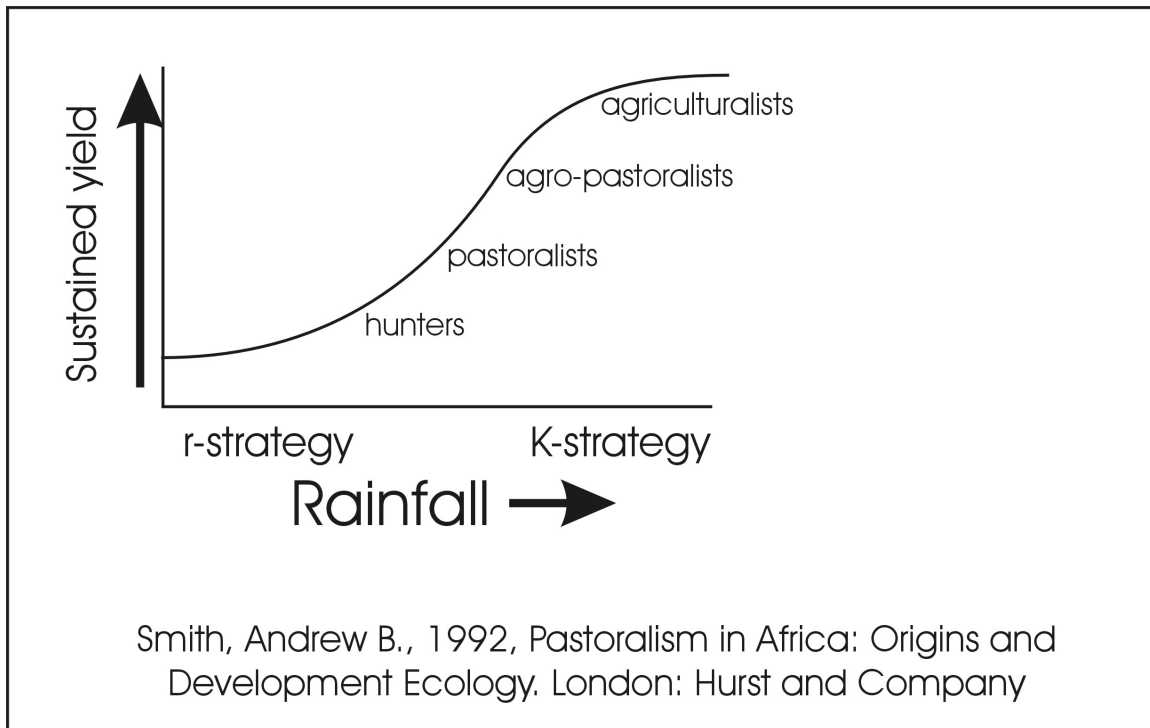 Sustained yield
agriculturalists
agro-pastoralists
pastoralists
hunters
r-strategy
K-strategy
Rainfall
Smith, Andrew B., 1992, Pastoralism in Africa: Origins and
Development Ecology. London: Hurst and Company